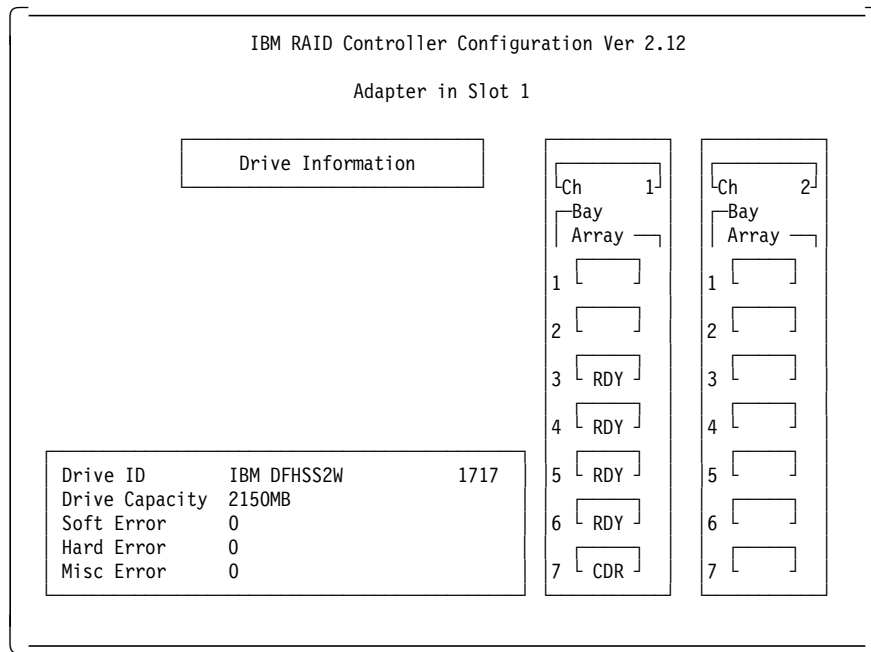 IBM RAID Controller Configuration Ver 2.12
Adapter in Slot 1
Drive Information
Ch 1
Bay
Array
1
2
3 RDY
4 RDY
5 RDY
6 RDY
7 CDR
Ch 2
Bay
Array
1
2
3
4
5
6
7
Drive ID IBM DFHSS2W 1717
Drive Capacity 2150MB
Soft Error 0
Hard Error 0
Misc Error 0